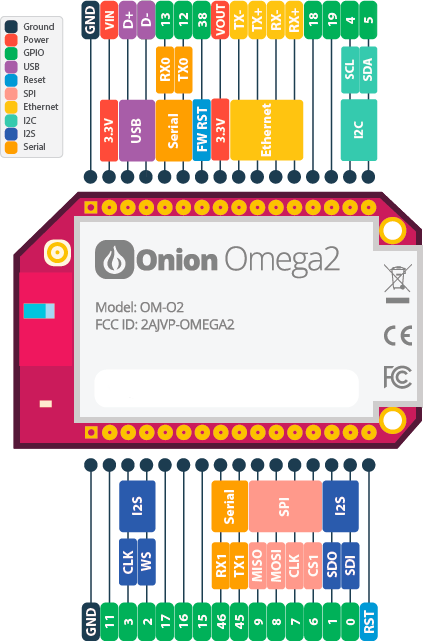 Ground
Power
GPIO
USB
Reset
SPI
Ethernet
I2C
I2S
Serial
GND VIN D+ D- 13 12 38 VOUT TX- TX+ RX- RX+ 18 19 4 5
RX0 TX0 SCL SDA
3.3V USB Serial FW RST 3.3V Ethernet I2C
Onion Omega2
Model: OM-O2
FCC ID: 2AJVP-OMEGA2
CE
FC
I2S Serial SPI I2S
CLK WS RX1 TX1 MISO MOSI CLK CS1 SDO SDI
GND 11 3 2 17 16 15 46 45 9 8 7 6 1 0 RST